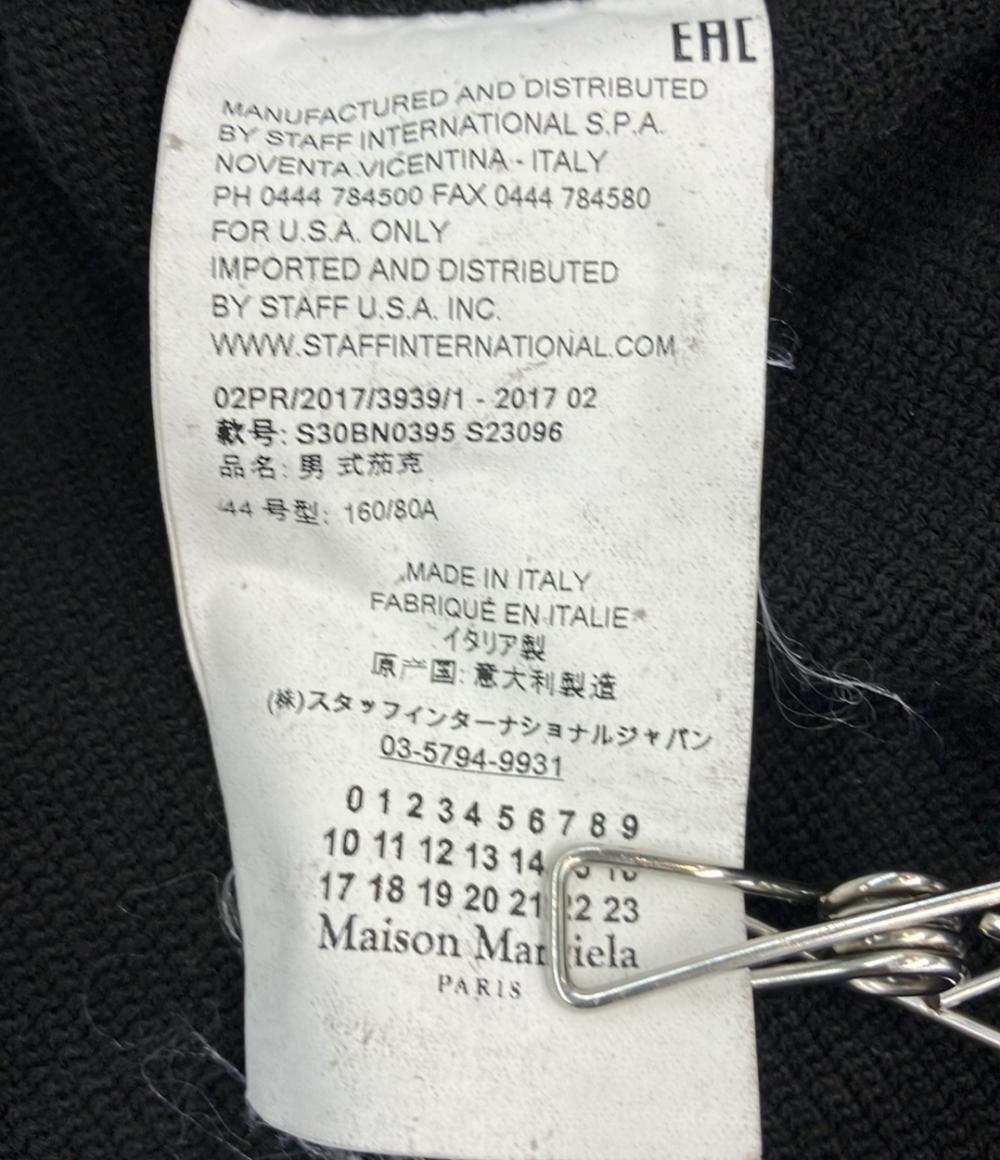 EAC
MANUFACTURED AND DISTRIBUTED
BY STAFF INTERNATIONAL S.P.A.
NOVENTA VICENTINA - ITALY
PH 0444 784500 FAX 0444 784580
FOR U.S.A. ONLY
IMPORTED AND DISTRIBUTED
BY STAFF U.S.A. INC.
WWW.STAFFINTERNATIONAL.COM
02PR/2017/3939/1 - 2017 02
款号: S30BN0395 S23096
品名: 男 式茄克
44 号型: 160/80A
MADE IN ITALY
FABRIQUÉ EN ITALIE
イタリア製
原产国: 意大利製造
(株)スタッフインターナショナルジャパン
03-5794-9931
0 1 2 3 4 5 6 7 8 9
10 11 12 13 14
17 18 19 20 21 22 23
Maison Margiela
PARIS